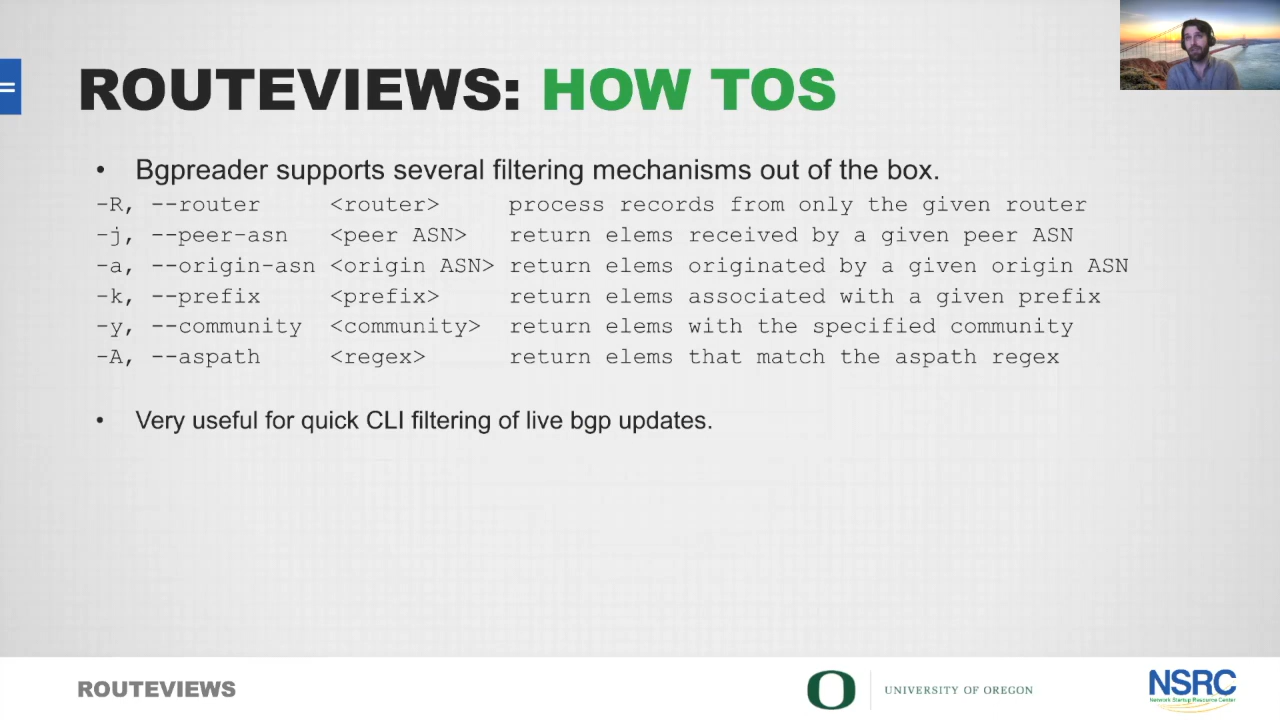 ROUTEVIEWS: HOW TOS
• Bgpreader supports several filtering mechanisms out of the box.
-R, --router <router> process records from only the given router
-j, --peer-asn <peer ASN> return elems received by a given peer ASN
-a, --origin-asn <origin ASN> return elems originated by a given origin ASN
-k, --prefix <prefix> return elems associated with a given prefix
-y, --community <community> return elems with the specified community
-A, --aspath <regex> return elems that match the aspath regex
• Very useful for quick CLI filtering of live bgp updates.
ROUTEVIEWS
O
UNIVERSITY OF OREGON
NSRC
Network Startup Resource Center